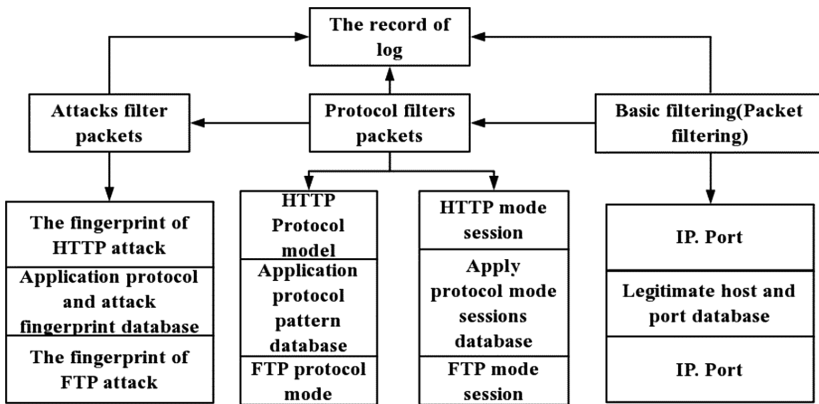 The record of
log
Attacks filter
packets
Protocol filters
packets
Basic filtering(Packet
filtering)
The fingerprint of
HTTP attack
Application protocol
and attack
fingerprint database
The fingerprint of
FTP attack
HTTP
Protocol
model
Application
protocol
pattern
database
FTP protocol
mode
HTTP mode
session
Apply
protocol mode
sessions
database
FTP mode
session
IP. Port
Legitimate host and
port database
IP. Port